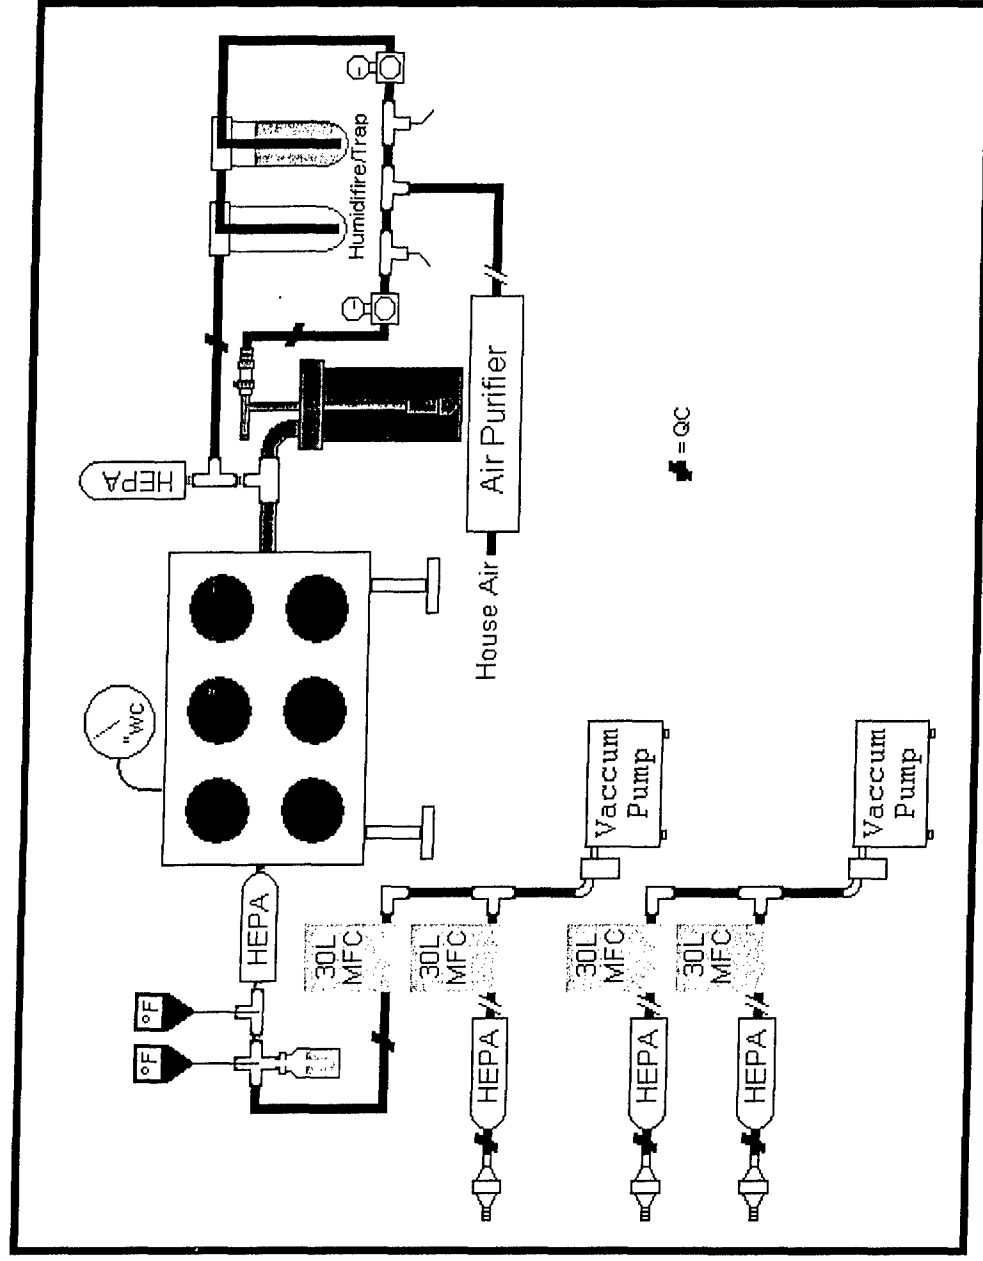 °F
°F
HEPA
"WC
HEPA
Humidifire/Trap
House Air
Air Purifier
30L
MFC
30L
MFC
30L
MFC
30L
MFC
HEPA
HEPA
HEPA
Vaccum
Pump
Vaccum
Pump
= QC